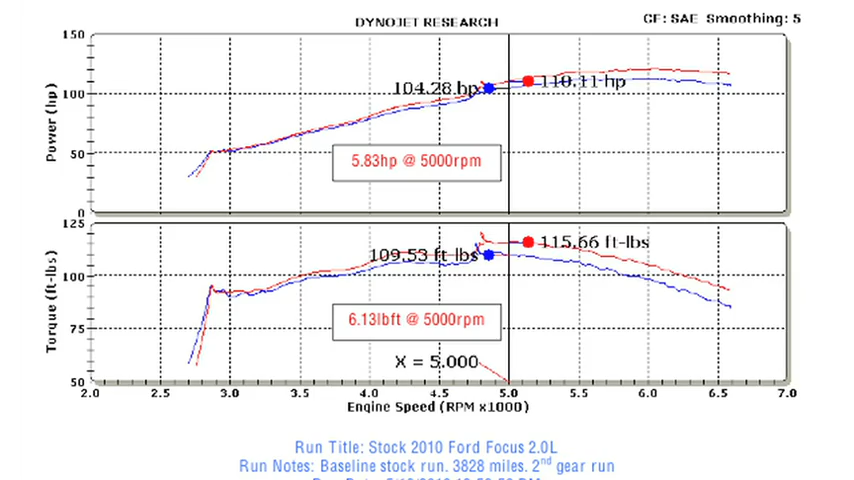 DYNOJET RESEARCH
CF: SAE Smoothing: 5
150
100
50
0
Power (hp)
104.28 hp
110.11 hp
5.83hp @ 5000rpm
125
100
75
50
Torque (ft-lbs)
109.53 ft-lbs
115.66 ft-lbs
6.13lbft @ 5000rpm
X = 5.000
2.0 2.5 3.0 3.5 4.0 4.5 5.0 5.5 6.0 6.5 7.0
Engine Speed (RPM x1000)
Run Title: Stock 2010 Ford Focus 2.0L
Run Notes: Baseline stock run. 3828 miles. 2nd gear run